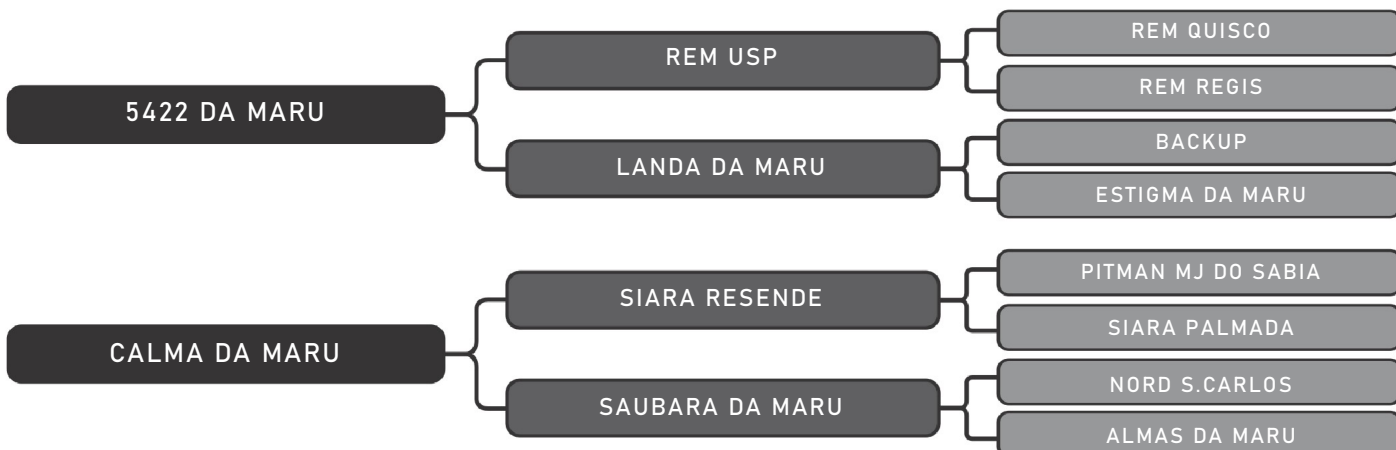 REM QUISCO
REM USP
REM REGIS
5422 DA MARU
BACKUP
LANDA DA MARU
ESTIGMA DA MARU
PITMAN MJ DO SABIA
SIARA RESENDE
SIARA PALMADA
CALMA DA MARU
NORD S.CARLOS
SAUBARA DA MARU
ALMAS DA MARU